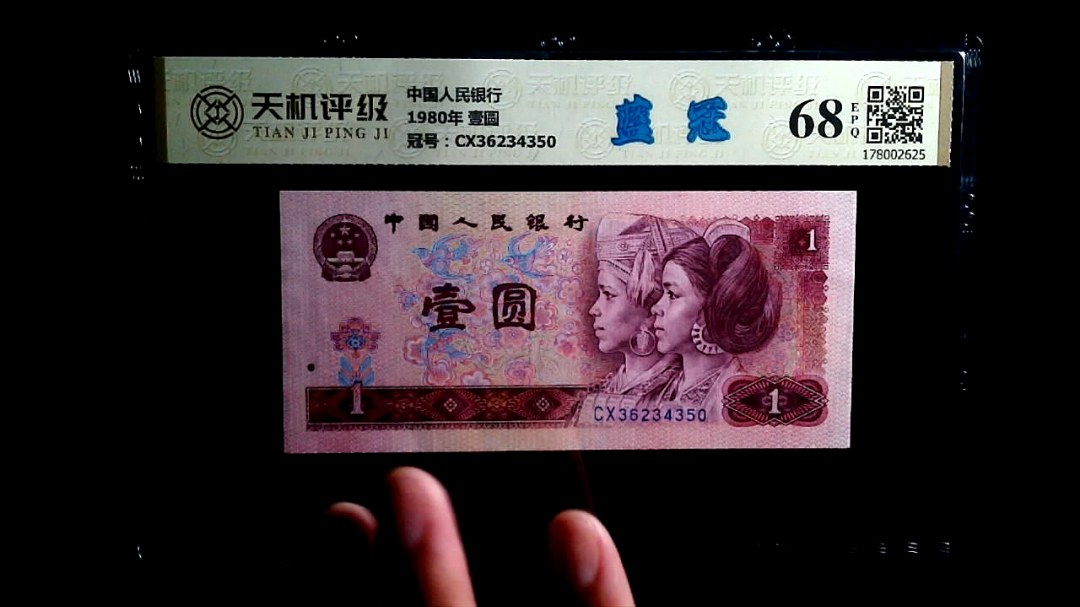 天机评级
TIAN JI PING JI
中国人民银行
1980年 壹圆
冠号：CX36234350
蓝冠
68
EPQ
178002625
中国人民银行
壹圆
1
1
CX36234350
1